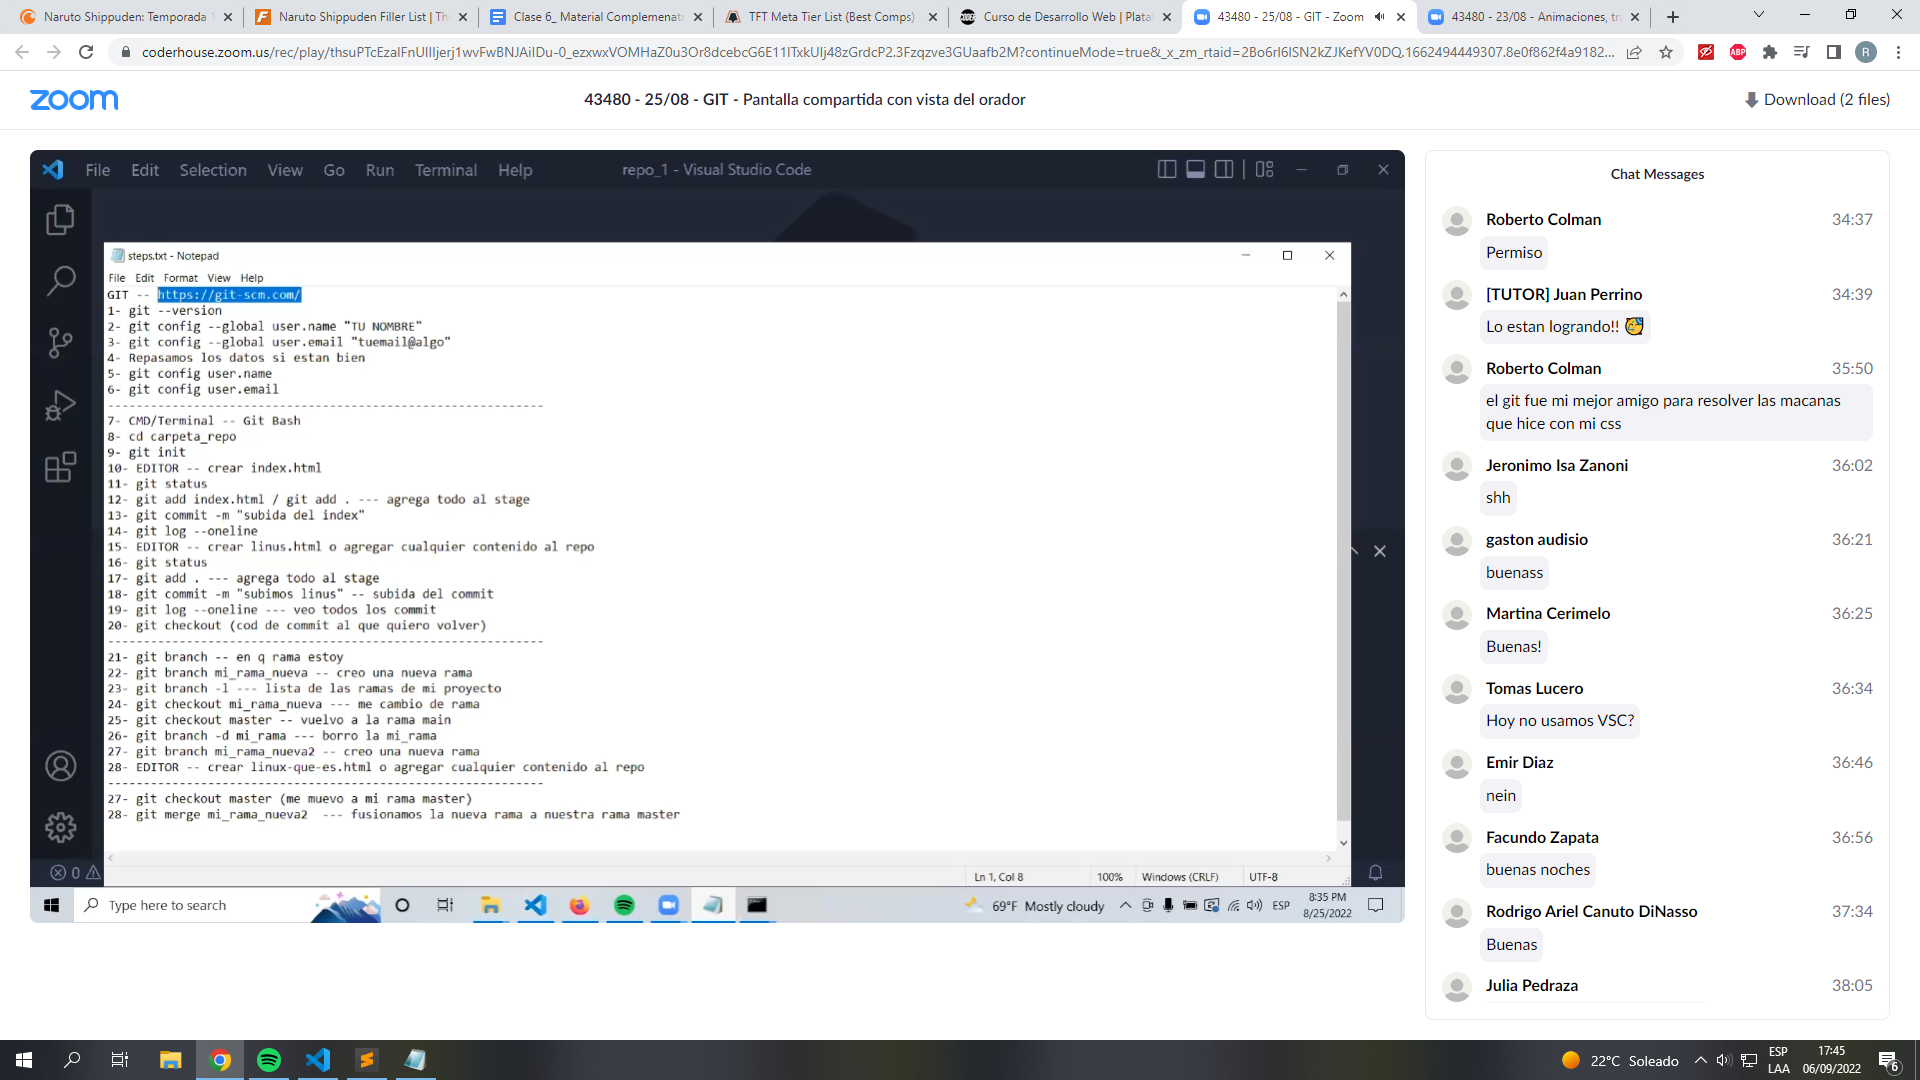 Naruto Shippuden: Temporada 1
Naruto Shippuden Filler List | Th
Clase 6_ Material Complemenat
TFT Meta Tier List (Best Comps)
Curso de Desarrollo Web | Plata
43480 - 25/08 - GIT - Zoom
43480 - 23/08 - Animaciones, tra
coderhouse.zoom.us/rec/play/
ABP
R
zoom
43480 - 25/08 - GIT - Pantalla compartida con vista del orador
Download (2 files)
File Edit Selection View Go Run Terminal Help
repo_1 - Visual Studio Code
steps.txt - Notepad
File Edit Format View Help
GIT -- https://git-scm.com/
1- git --version
2- git config --global user.name "TU NOMBRE"
3- git config --global user.email "tuemail@algo"
4- Repasamos los datos si estan bien
5- git config user.name
6- git config user.email
-------------------------------------------------------------
7- CMD/Terminal -- Git Bash
8- cd carpeta_repo
9- git init
10- EDITOR -- crear index.html
11- git status
12- git add index.html / git add . --- agrega todo al stage
13- git commit -m "subida del index"
14- git log --oneline
15- EDITOR -- crear linus.html o agregar cualquier contenido al repo
16- git status
17- git add . --- agrega todo al stage
18- git commit -m "subimos linus" -- subida del commit
19- git log --oneline --- veo todos los commit
20- git checkout (cod de commit al que quiero volver)
-------------------------------------------------------------
21- git branch -- en q rama estoy
22- git branch mi_rama_nueva -- creo una nueva rama
23- git branch -l --- lista de las ramas de mi proyecto
24- git checkout mi_rama_nueva --- me cambio de rama
25- git checkout master -- vuelvo a la rama main
26- git branch -d mi_rama --- borro la mi_rama
27- git branch mi_rama_nueva2 -- creo una nueva rama
28- EDITOR -- crear linux-que-es.html o agregar cualquier contenido al repo
-------------------------------------------------------------
27- git checkout master (me muevo a mi rama master)
28- git merge mi_rama_nueva2 --- fusionamos la nueva rama a nuestra rama master
0
Ln 1, Col 8
100%
Windows (CRLF)
UTF-8
Type here to search
69°F Mostly cloudy
ESP
8:35 PM
8/25/2022
Chat Messages
Roberto Colman 34:37
Permiso
[TUTOR] Juan Perrino 34:39
Lo estan logrando!! 🥳
Roberto Colman 35:50
el git fue mi mejor amigo para resolver las macanas
que hice con mi css
Jeronimo Isa Zanoni 36:02
shh
gaston audisio 36:21
buenass
Martina Cerimelo 36:25
Buenas!
Tomas Lucero 36:34
Hoy no usamos VSC?
Emir Diaz 36:46
nein
Facundo Zapata 36:56
buenas noches
Rodrigo Ariel Canuto DiNasso 37:34
Buenas
Julia Pedraza 38:05
22°C Soleado
ESP
LAA
17:45
06/09/2022
6